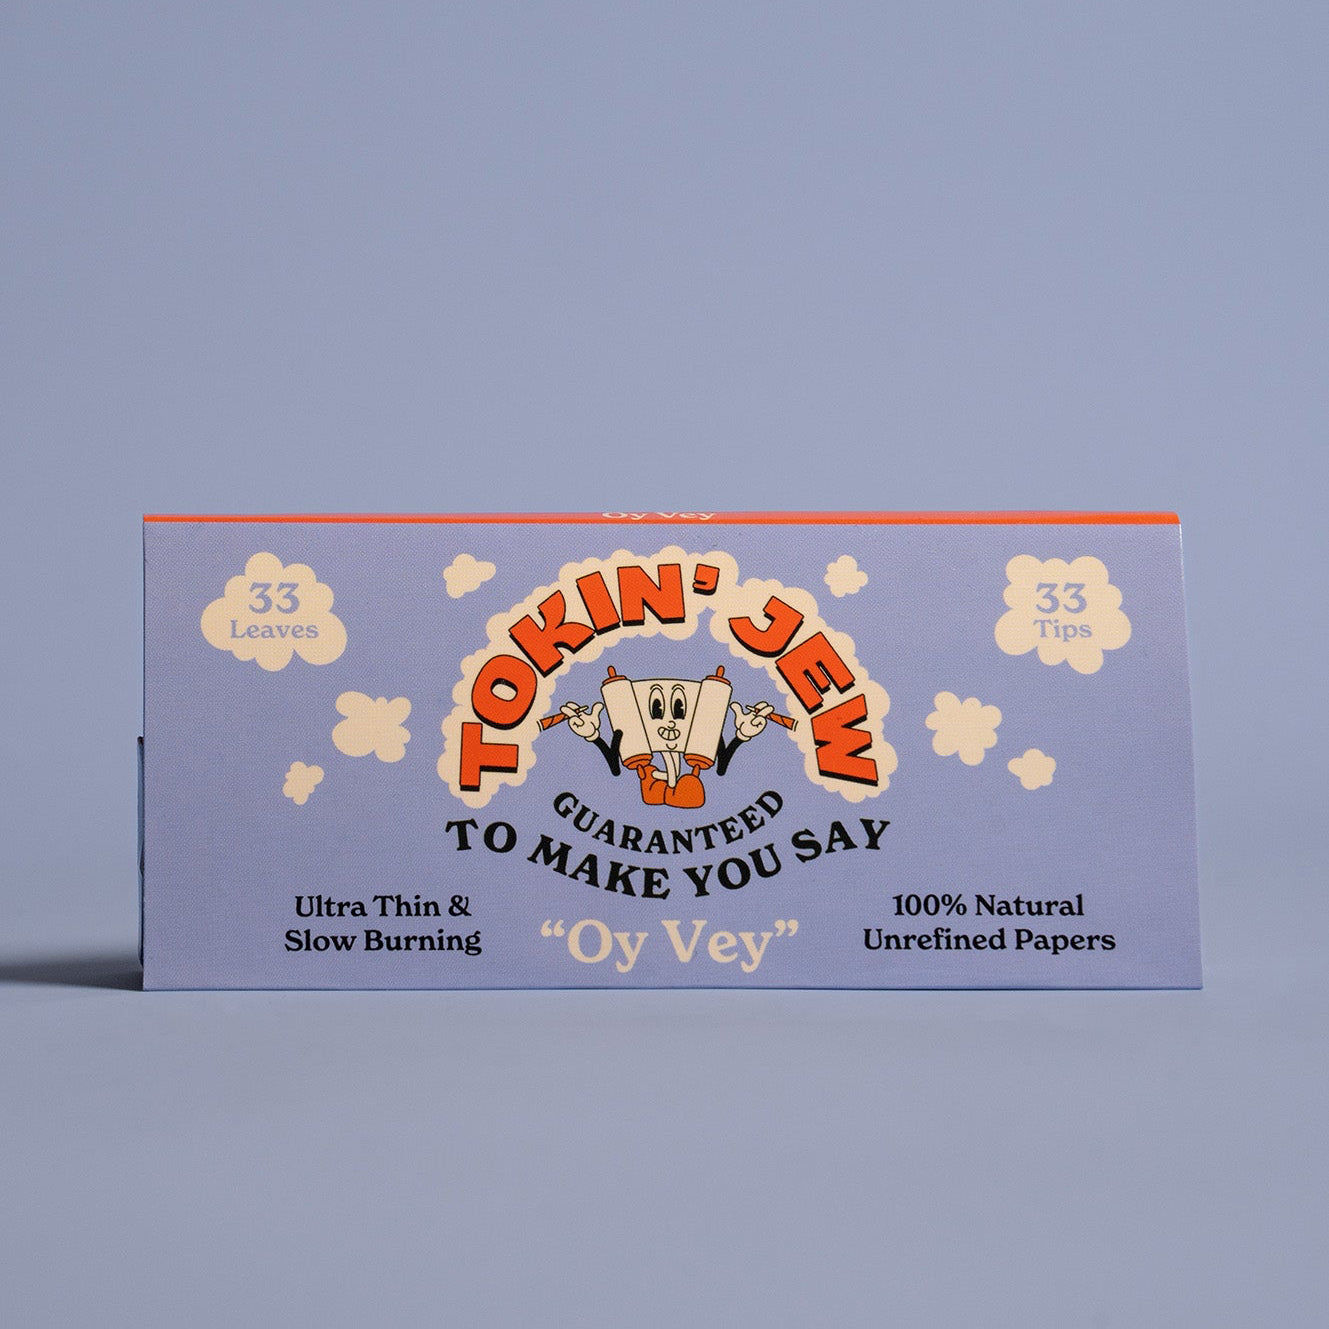 Oy Vey
33
Leaves
TOKIN' JEW
33
Tips
GUARANTEED
TO MAKE YOU SAY
“Oy Vey”
Ultra Thin &
Slow Burning
100% Natural
Unrefined Papers